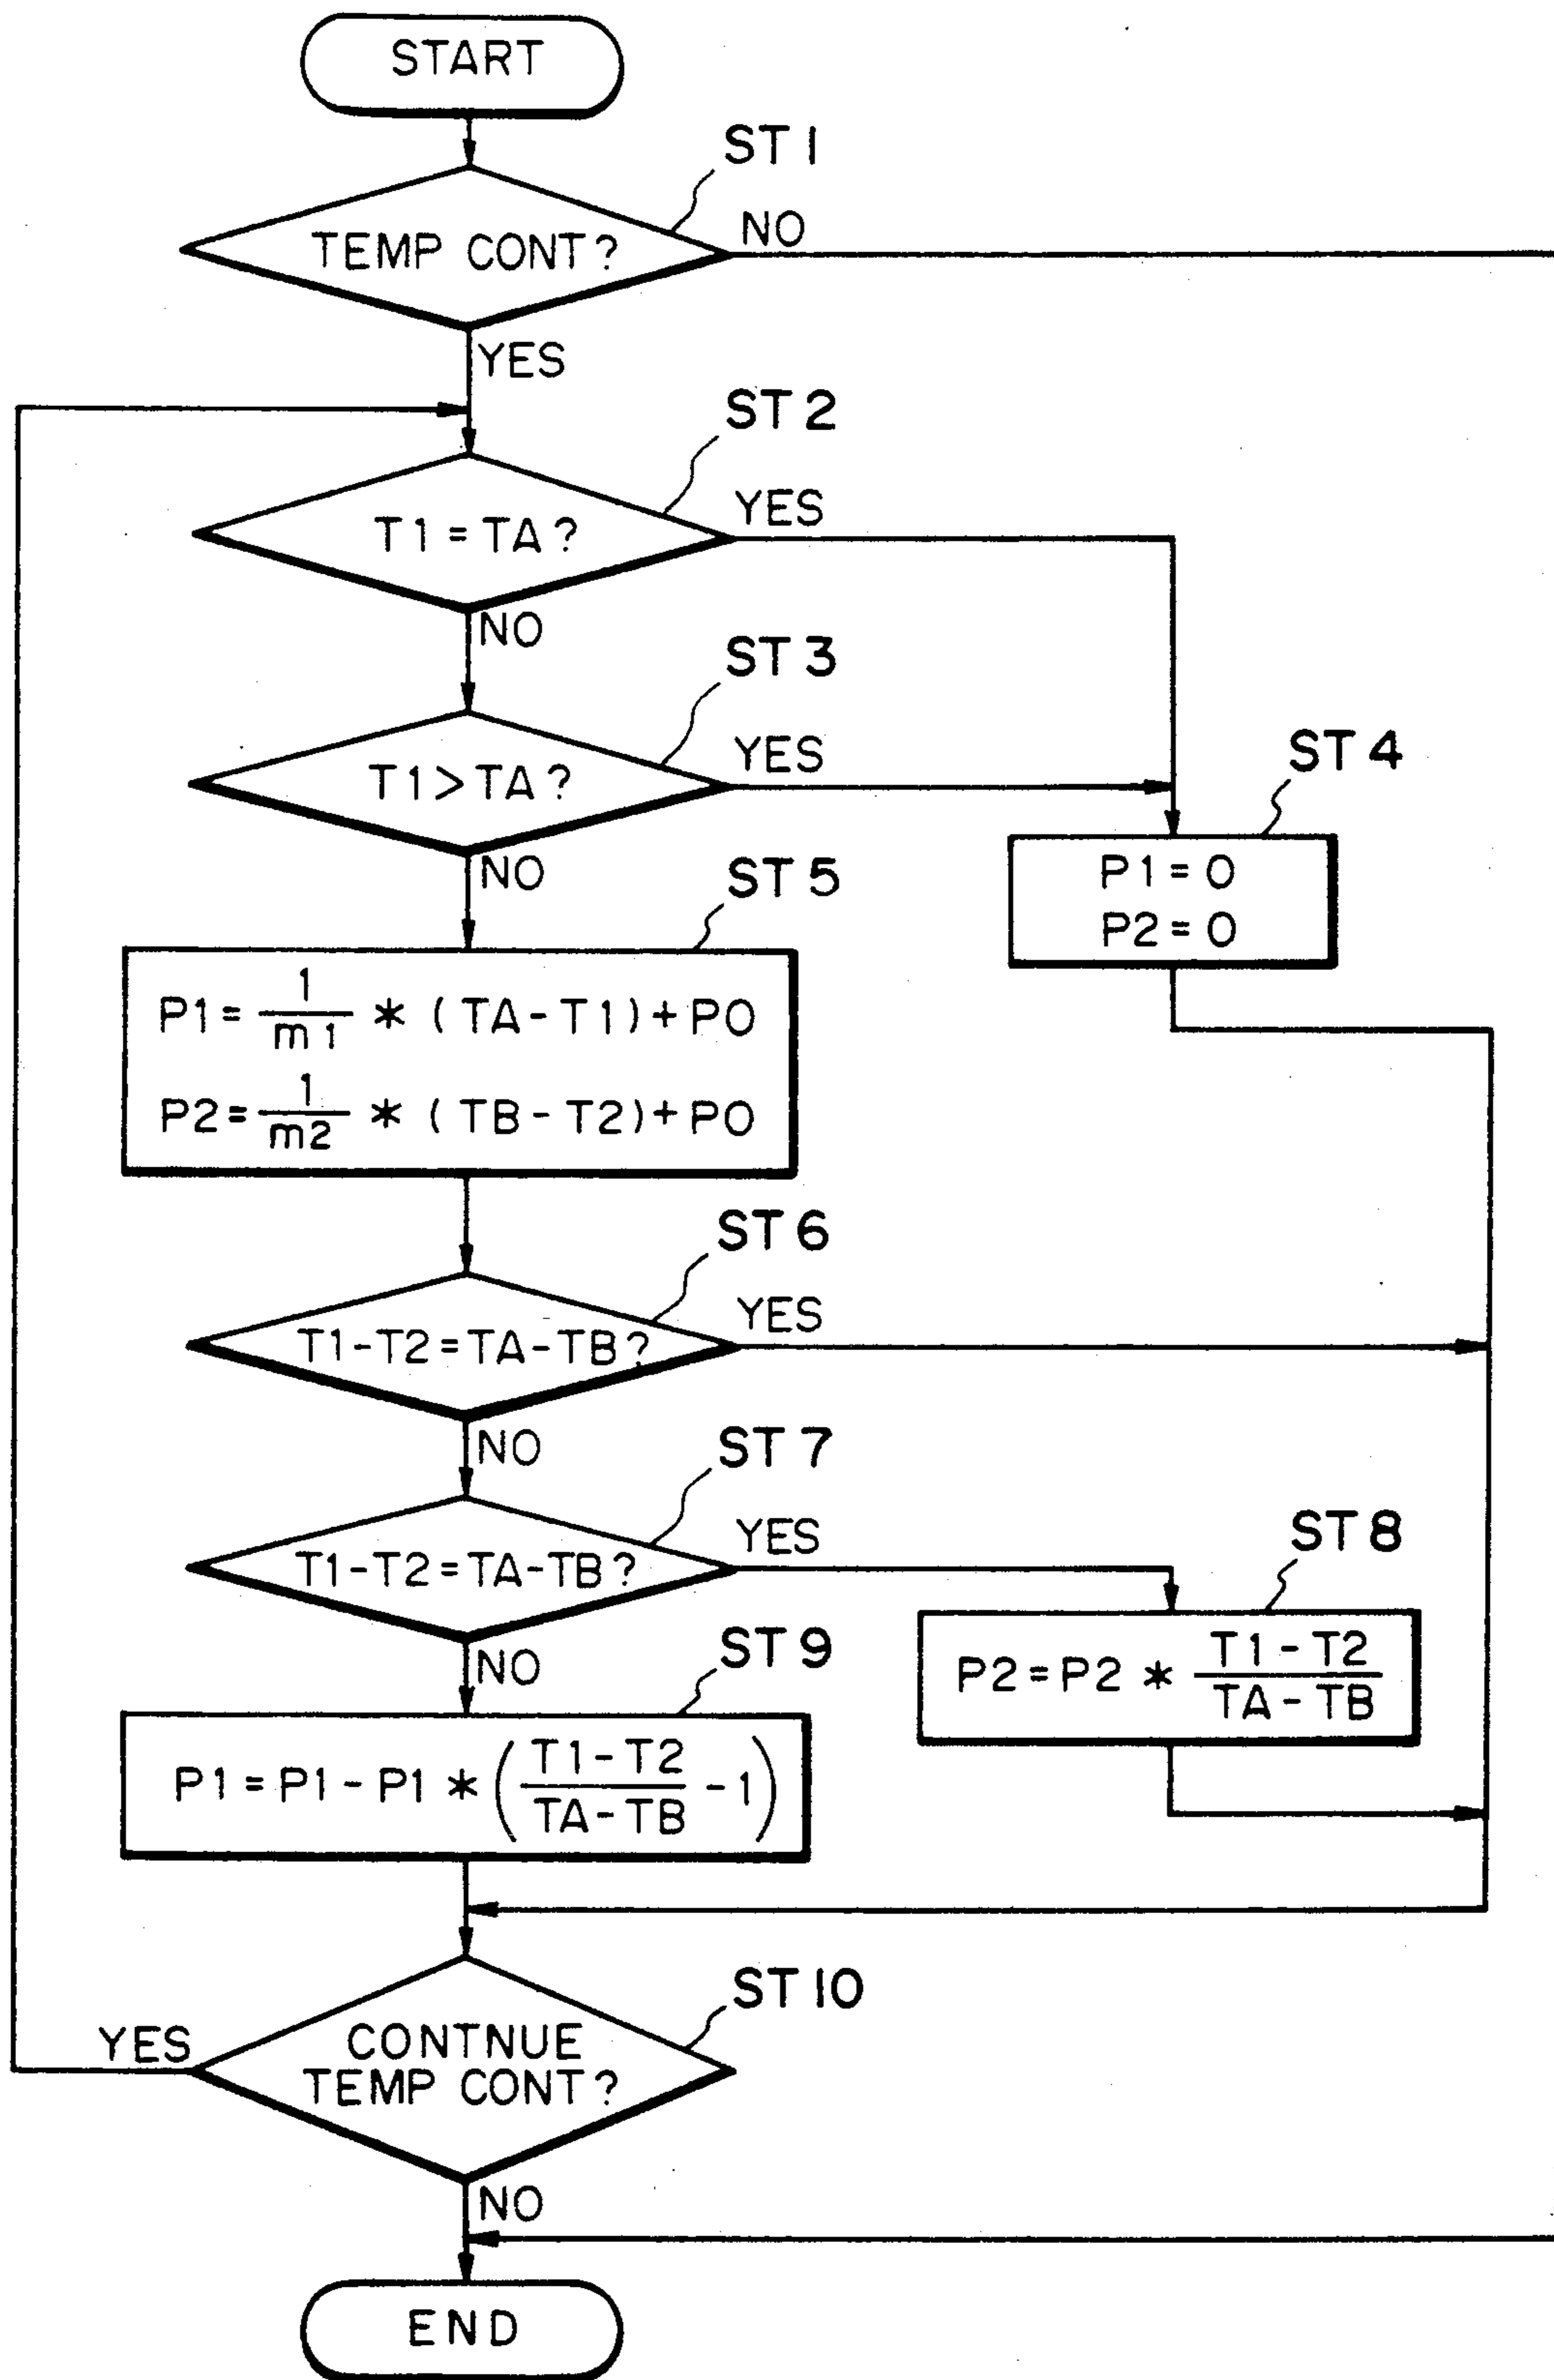 START
ST1
TEMP CONT?
NO
YES
ST2
T1=TA?
YES
NO
ST3
T1>TA?
YES
NO
ST4
P1=0
P2=0
ST5
P1=1/m1*(TA-T1)+PO
P2=1/m2*(TB-T2)+PO
ST6
T1-T2=TA-TB?
YES
NO
ST7
T1-T2=TA-TB?
YES
NO
ST8
P2=P2*T1-T2/TA-TB
ST9
P1=P1-P1*(T1-T2/TA-TB-1)
ST10
CONTNUE
TEMP CONT?
YES
NO
END